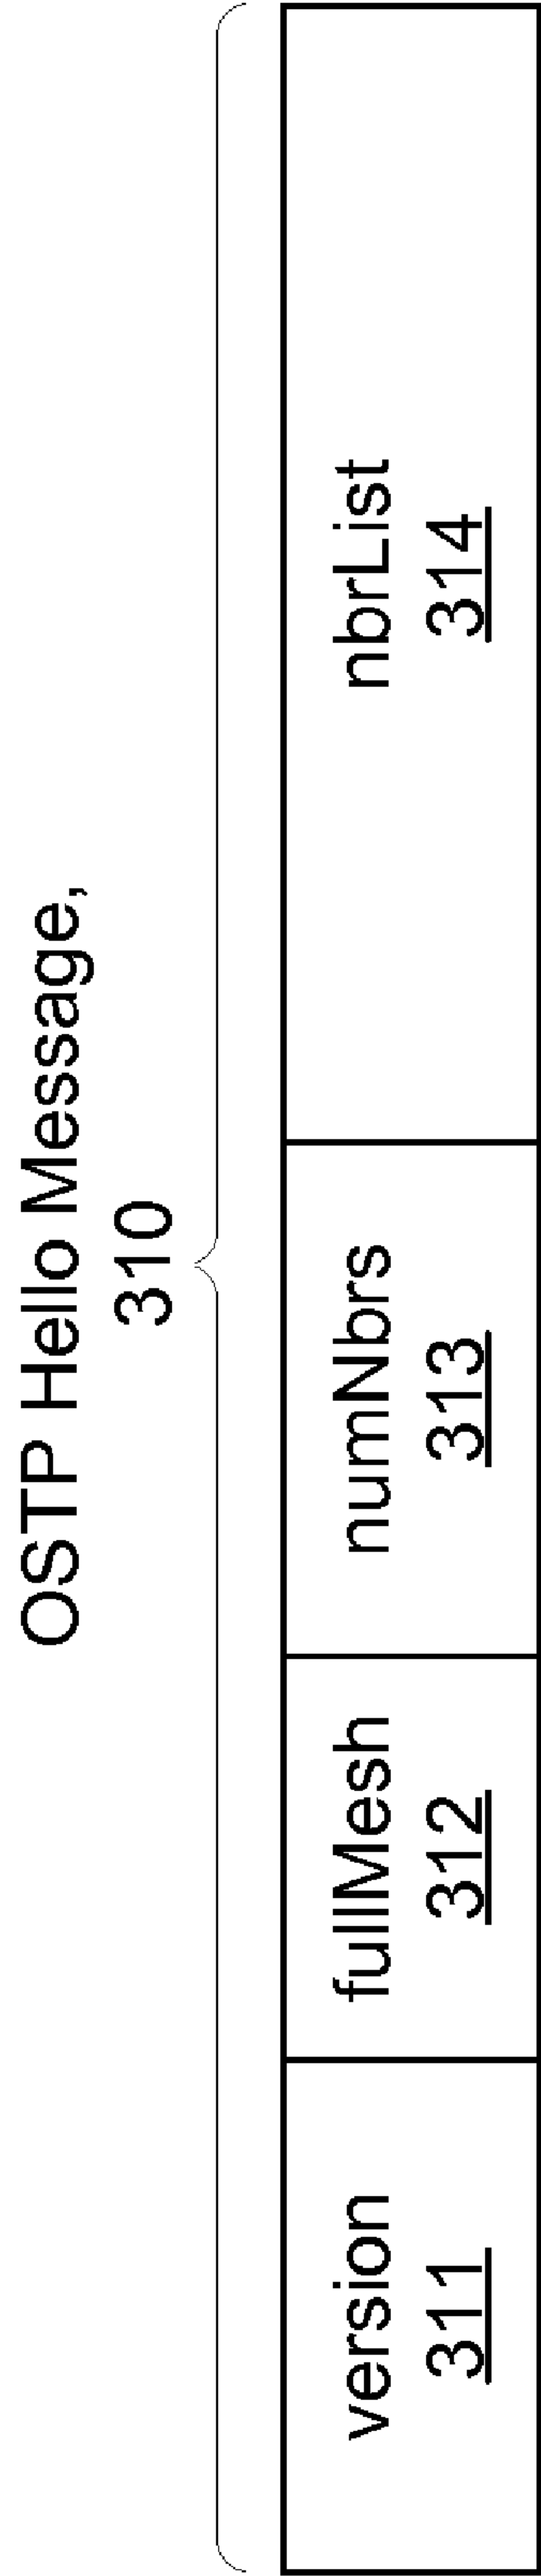 OSTP Hello Message,
310
version
311
fullMesh
312
numNbrs
313
nbrList
314